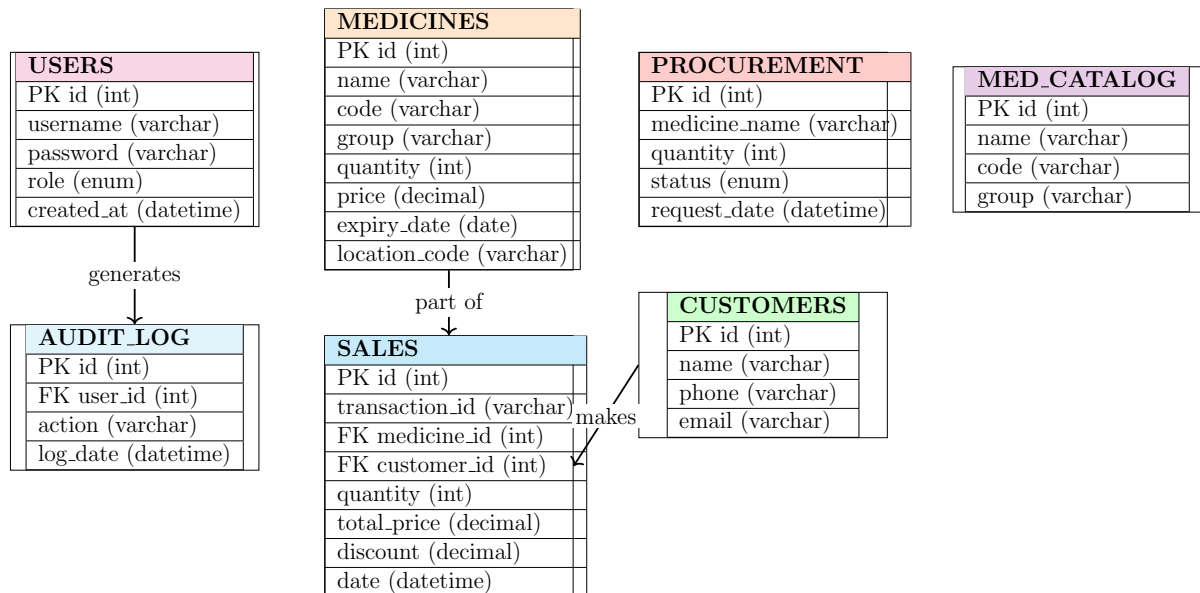 USERS
PK id (int)
username (varchar)
password (varchar)
role (enum)
created_at (datetime)
generates
AUDIT_LOG
PK id (int)
FK user_id (int)
action (varchar)
log_date (datetime)
MEDICINES
PK id (int)
name (varchar)
code (varchar)
group (varchar)
quantity (int)
price (decimal)
expiry_date (date)
location_code (varchar)
part of
SALES
PK id (int)
transaction_id (varchar)
FK medicine_id (int)
FK customer_id (int)
quantity (int)
total_price (decimal)
discount (decimal)
date (datetime)
makes
PROCUREMENT
PK id (int)
medicine_name (varchar)
quantity (int)
status (enum)
request_date (datetime)
CUSTOMERS
PK id (int)
name (varchar)
phone (varchar)
email (varchar)
MED_CATALOG
PK id (int)
name (varchar)
code (varchar)
group (varchar)